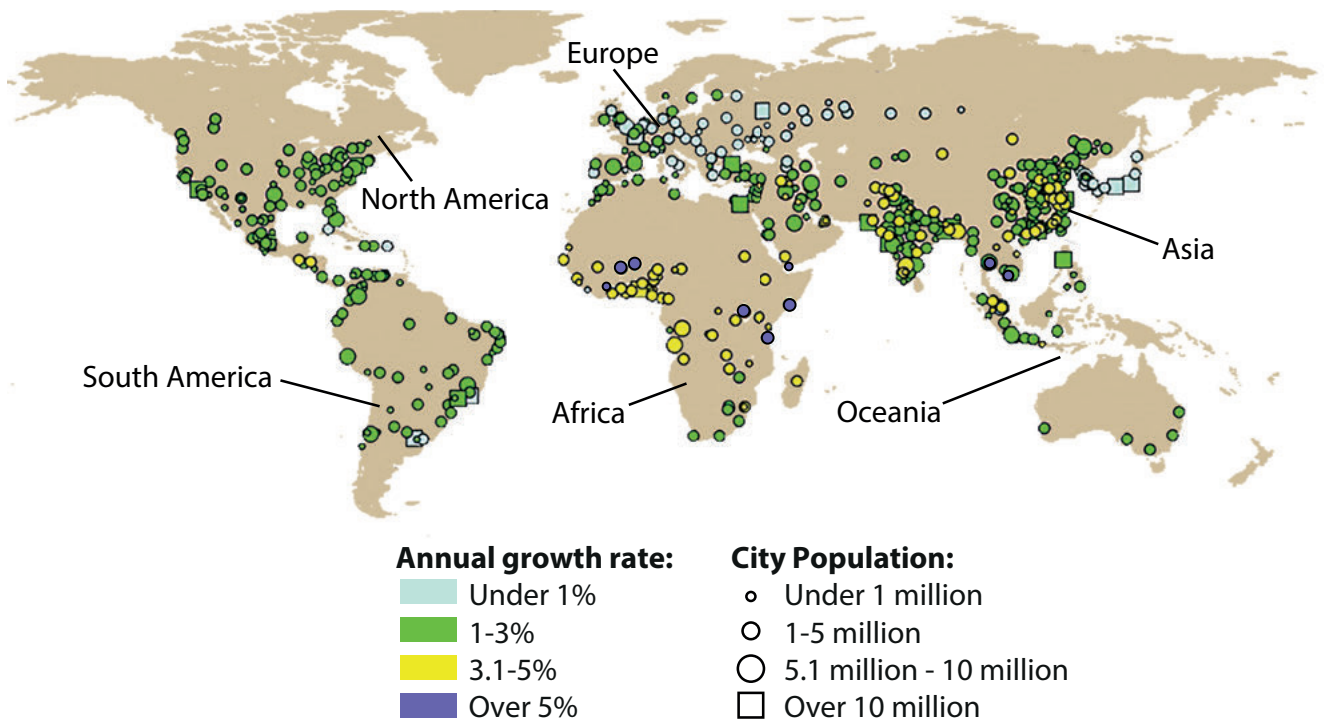 Europe
North America
Asia
South America
Africa
Oceania
Annual growth rate:
Under 1%
1-3%
3.1-5%
Over 5%
City Population:
Under 1 million
1-5 million
5.1 million - 10 million
Over 10 million